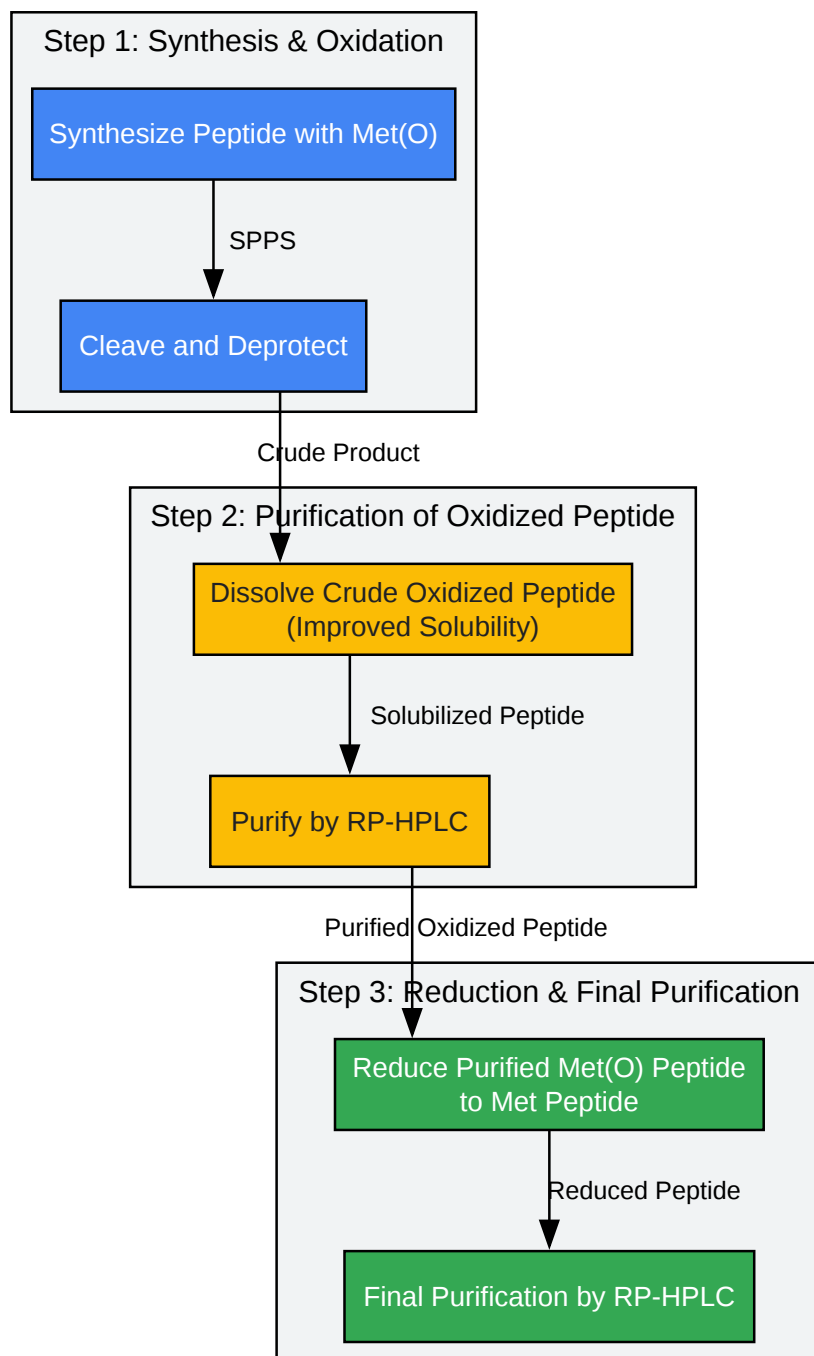 Step 1: Synthesis & Oxidation
Synthesize Peptide with Met(O)
SPPS
Cleave and Deprotect
Crude Product
Step 2: Purification of Oxidized Peptide
Dissolve Crude Oxidized Peptide
(Improved Solubility)
Solubilized Peptide
Purify by RP-HPLC
Purified Oxidized Peptide
Step 3: Reduction & Final Purification
Reduce Purified Met(O) Peptide
to Met Peptide
Reduced Peptide
Final Purification by RP-HPLC